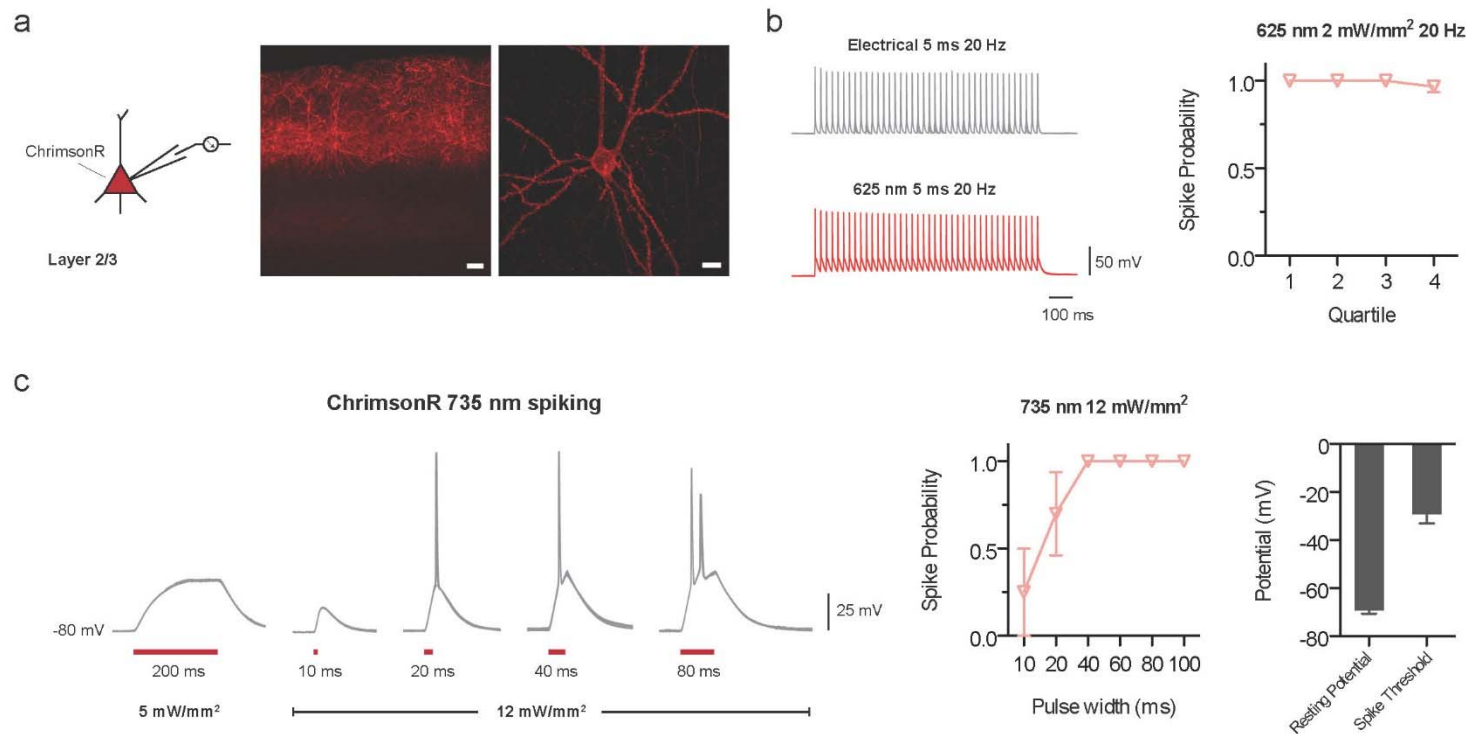 a
ChrimsonR
Layer 2/3
b
Electrical 5 ms 20 Hz
625 nm 5 ms 20 Hz
50 mV
100 ms
625 nm 2 mW/mm² 20 Hz
Spike Probability
1.0
0.5
0.0
1 2 3 4
Quartile
c
ChrimsonR 735 nm spiking
-80 mV
25 mV
200 ms 10 ms 20 ms 40 ms 80 ms
5 mW/mm² 12 mW/mm²
735 nm 12 mW/mm²
Spike Probability
1.0
0.5
0.0
10 20 40 60 80 100
Pulse width (ms)
Potential (mV)
0
-20
-40
-60
-80
Resting Potential
Spike Threshold